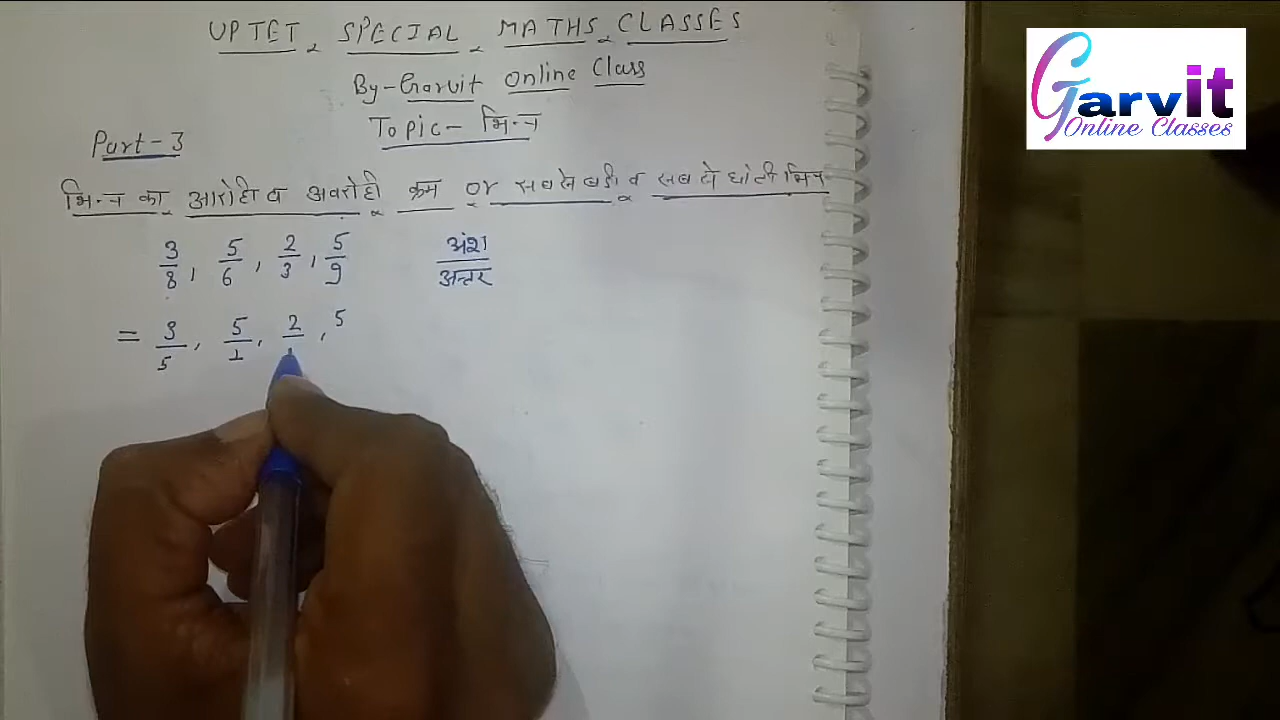 UPTET SPECIAL MATHS CLASSES
By-Garvit Online Class
Topic- भिन्न
Part-3
भिन्न का आरोही व अवरोही क्रम or सबसे बडी व सबसे छोटी भिन्न
3/8, 5/6, 2/3, 5/9 अंश/अन्तर
= 3/5, 5/1, 2/1, 5
Garvit
Online Classes